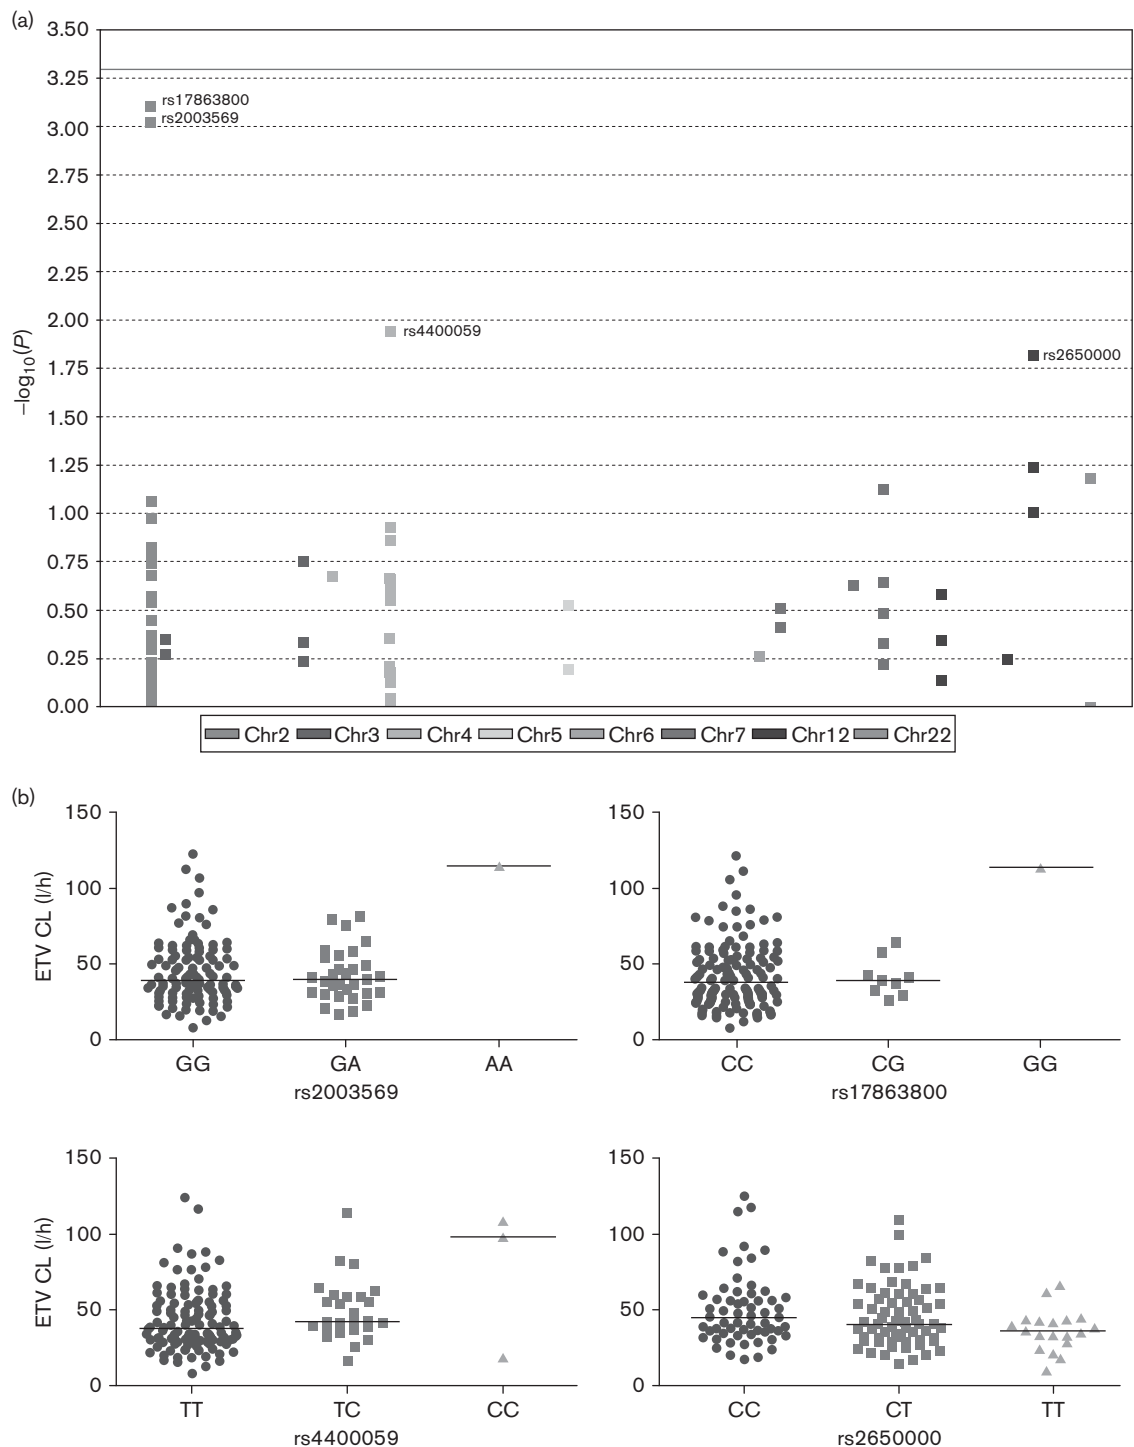 (a)
3.50
3.25
3.00
2.75
2.50
2.25
2.00
1.75
1.50
1.25
1.00
0.75
0.50
0.25
0.00
−log10(P)
rs17863800
rs2003569
rs4400059
rs2650000
Chr2 Chr3 Chr4 Chr5 Chr6 Chr7 Chr12 Chr22
(b)
150
100
50
0
ETV CL (l/h)
GG GA AA
rs2003569
150
100
50
0
CC CG GG
rs17863800
150
100
50
0
ETV CL (l/h)
TT TC CC
rs4400059
150
100
50
0
CC CT TT
rs2650000